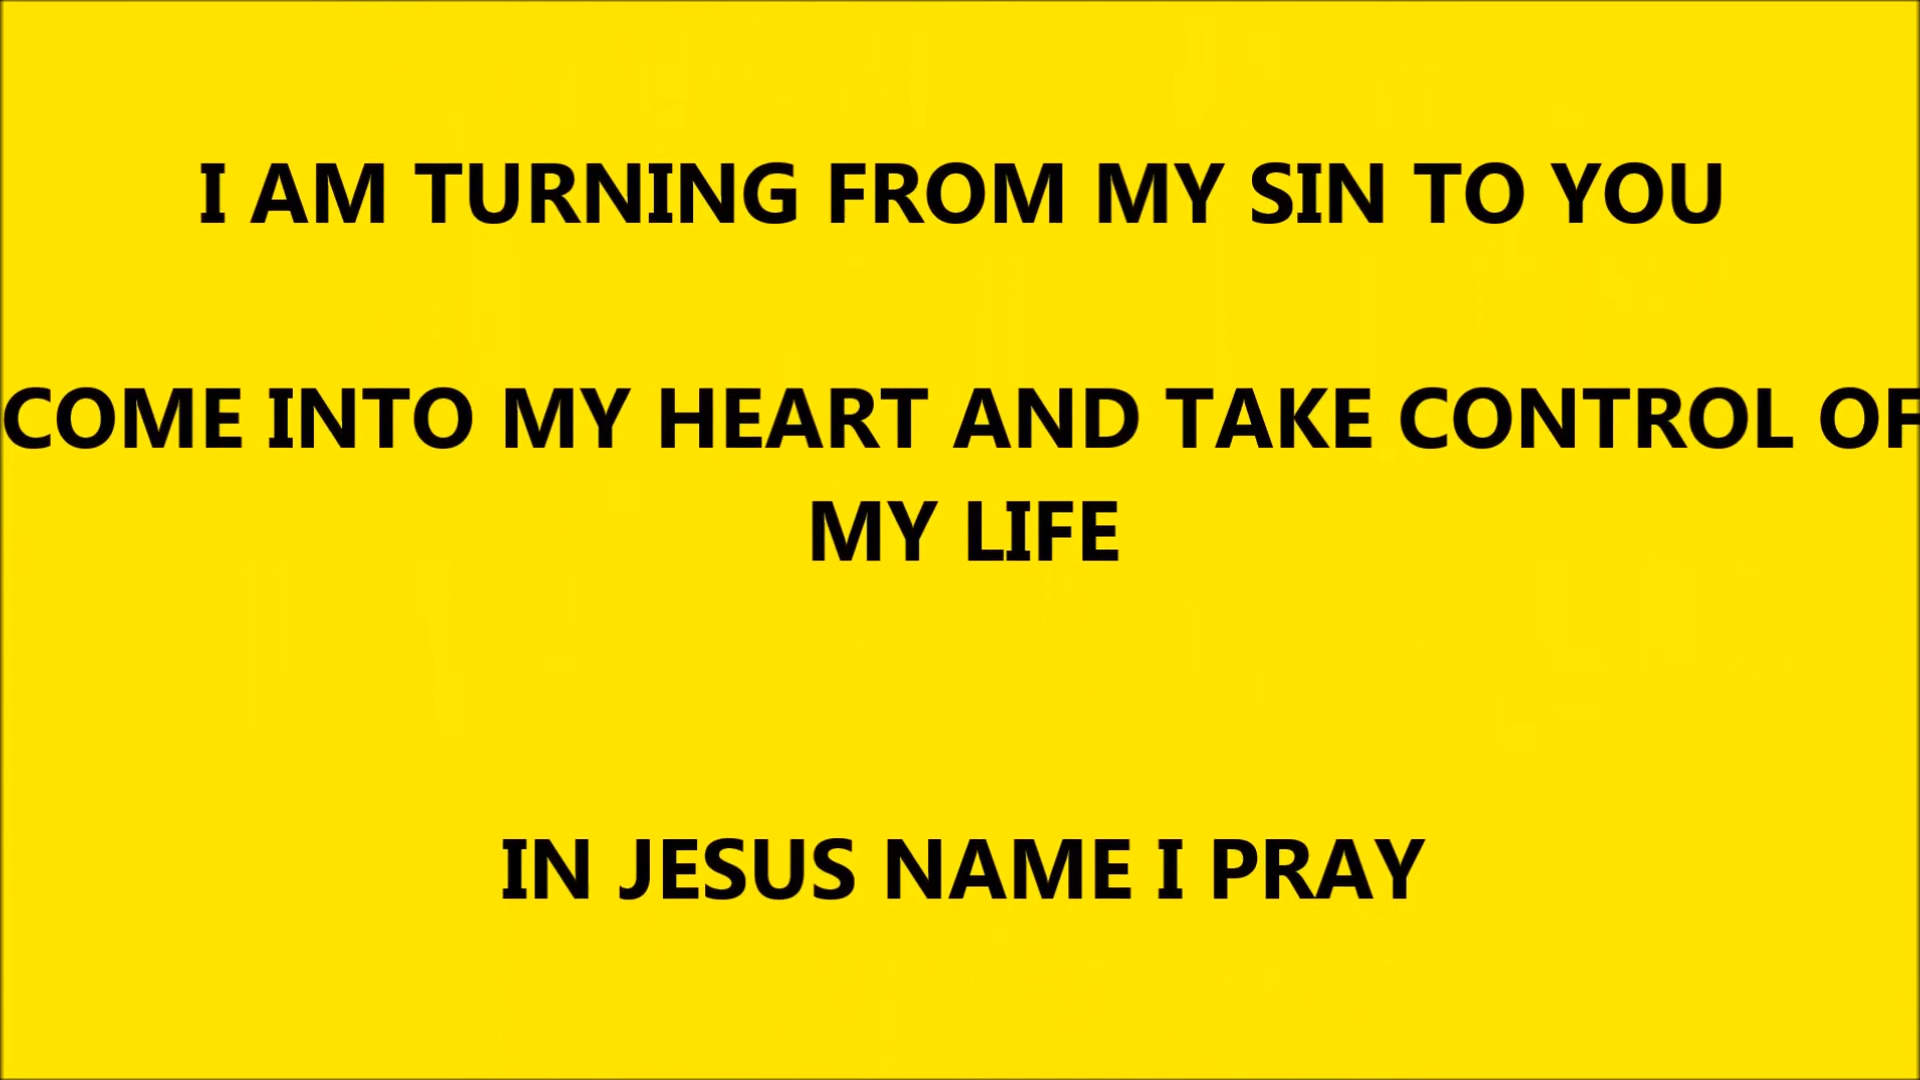 I AM TURNING FROM MY SIN TO YOU
COME INTO MY HEART AND TAKE CONTROL OF
MY LIFE
IN JESUS NAME I PRAY